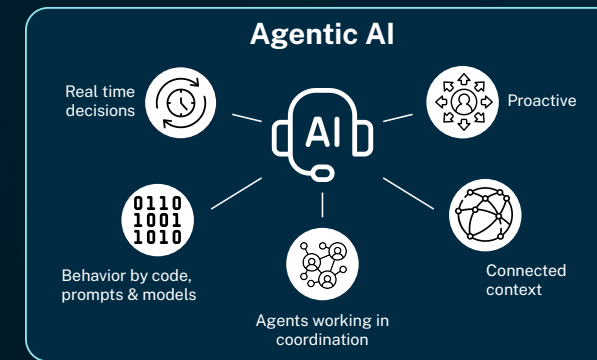 Agentic AI
Real time
decisions
AI
Proactive
0110
1001
1010
Behavior by code,
prompts & models
Agents working in
coordination
Connected
context